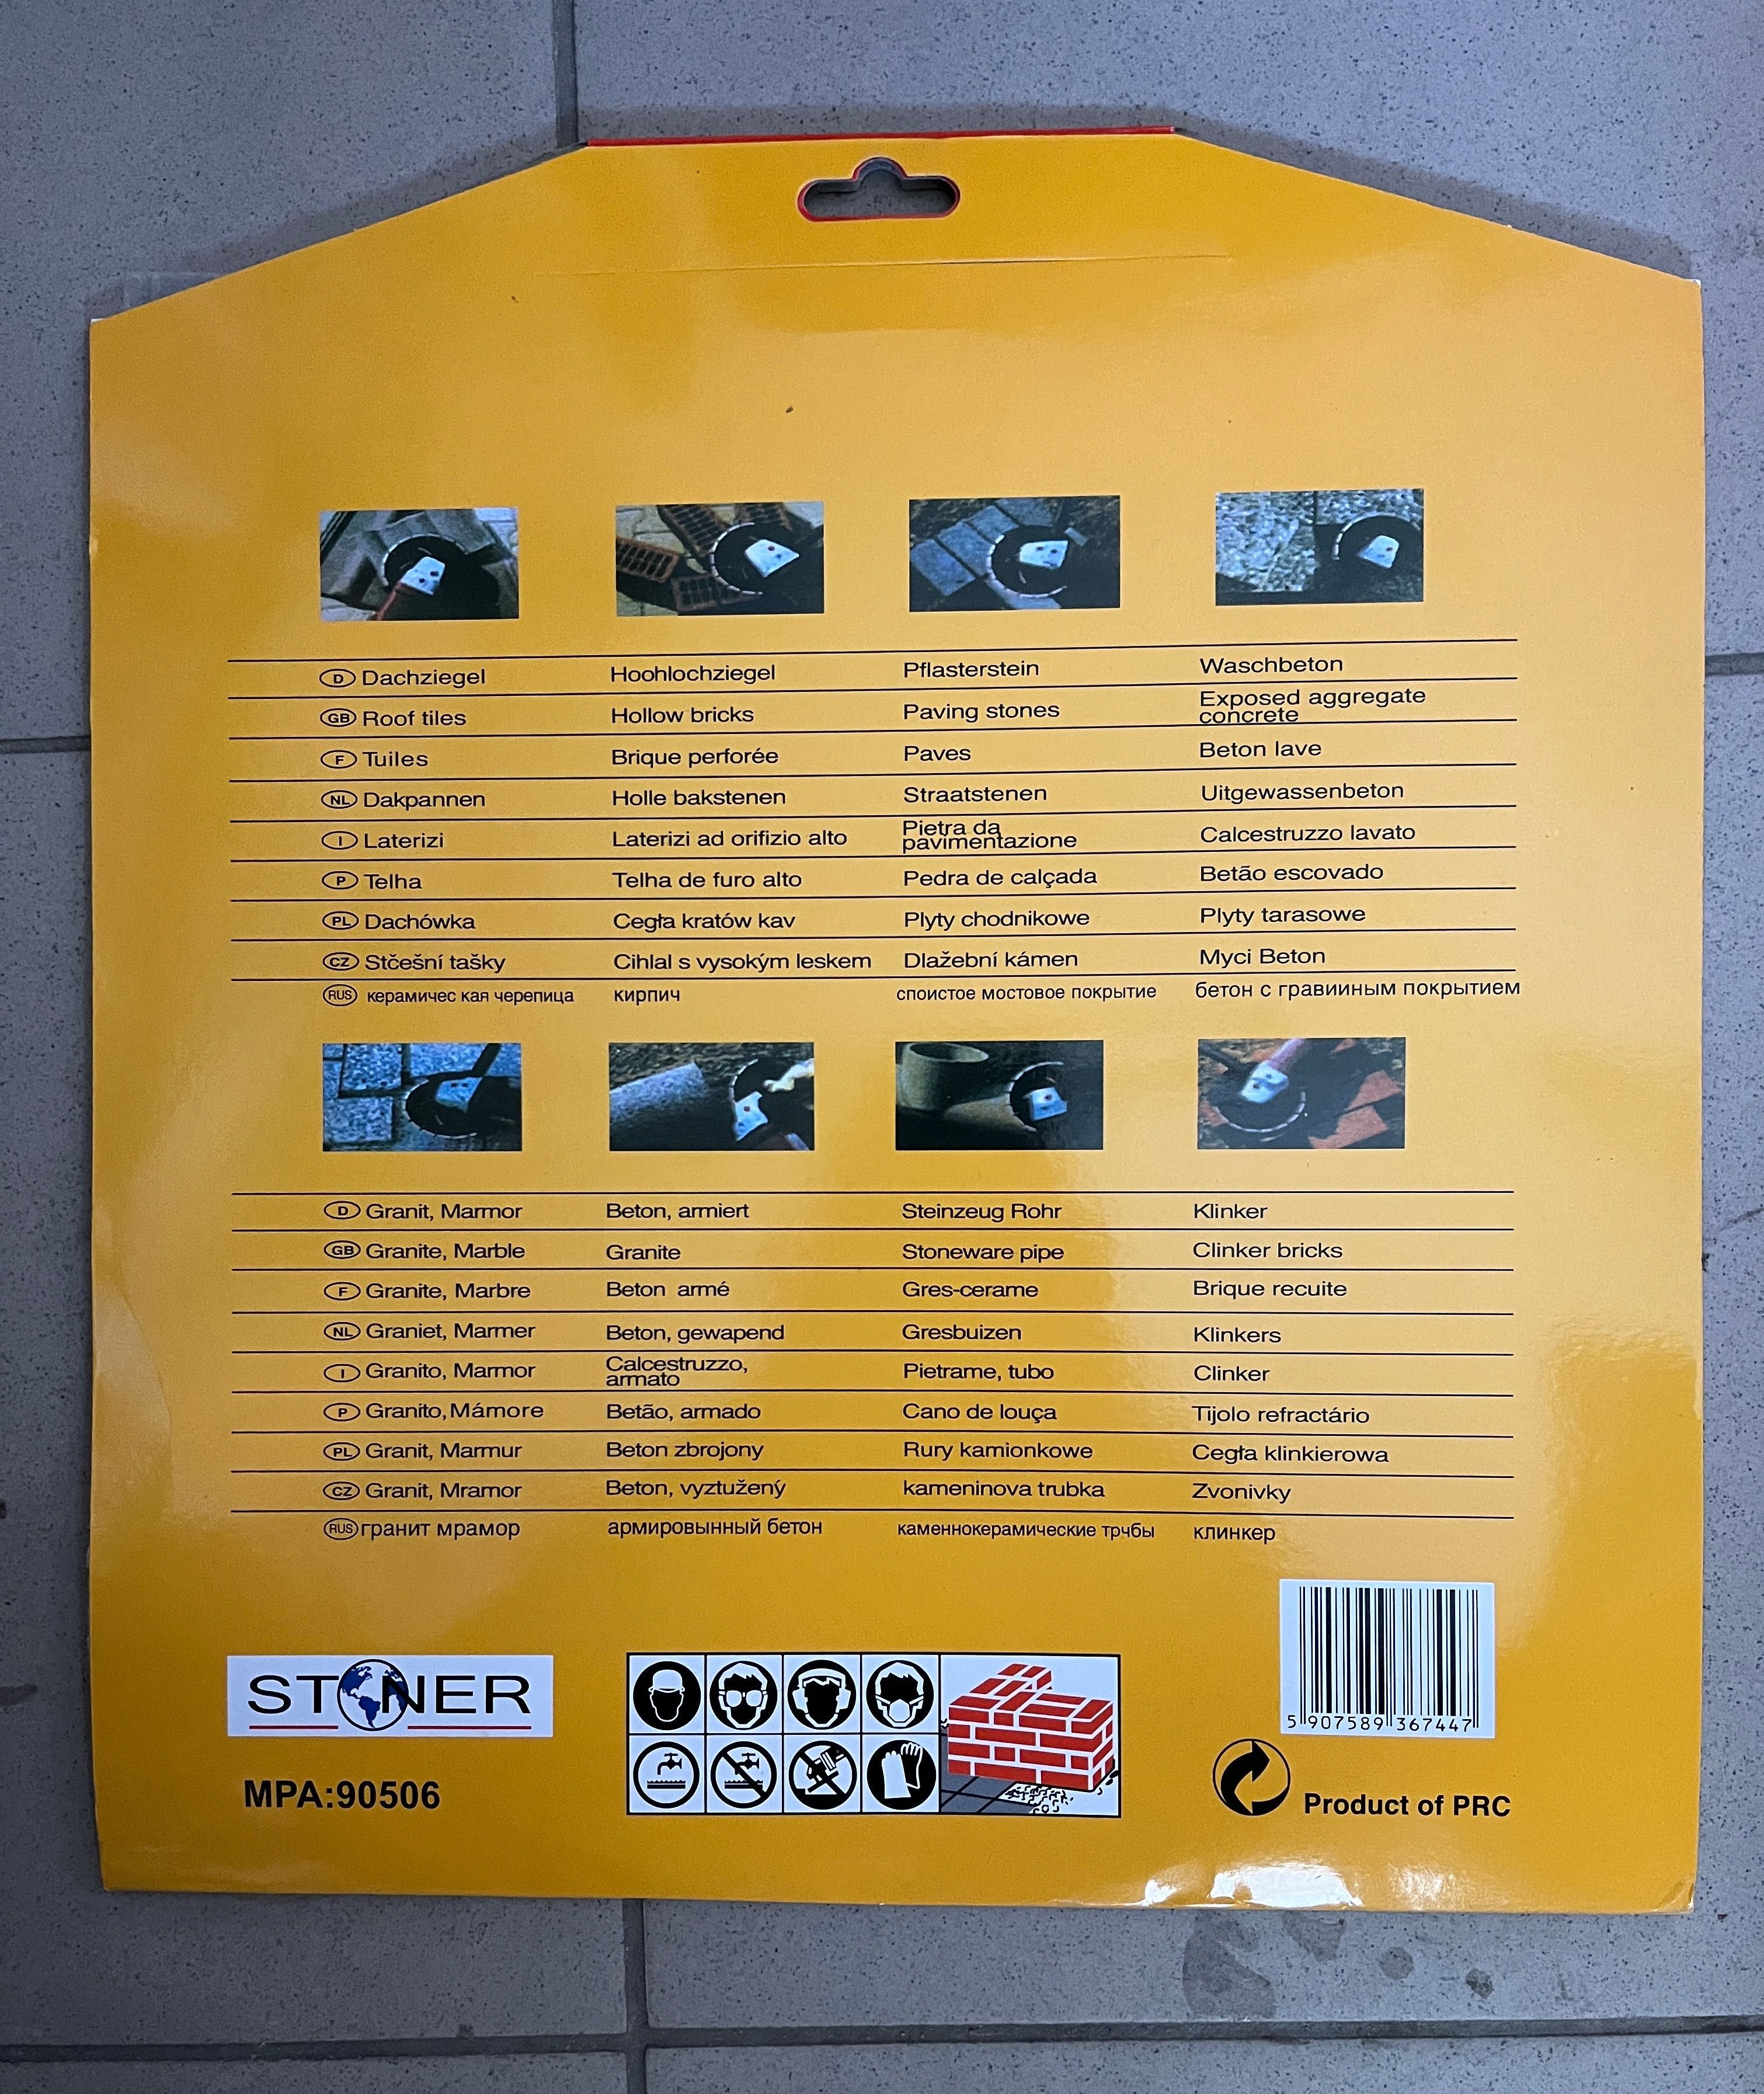 D Dachziegel Hoohlochziegel Pflasterstein Waschbeton
GB Roof tiles Hollow bricks Paving stones Exposed aggregate
concrete
F Tuiles Brique perforée Paves Beton lave
NL Dakpannen Holle bakstenen Straatstenen Uitgewassenbeton
I Laterizi Laterizi ad orifizio alto Pietra da
pavimentazione Calcestruzzo lavato
P Telha Telha de furo alto Pedra de calçada Betão escovado
PL Dachówka Cegła kratów kav Plyty chodnikowe Plyty tarasowe
CZ Stčešní tašky Cihlal s vysokým leskem Dlažební kámen Myci Beton
RUS керамичес кая черепица кирпич споистое мостовое покрытие бетон с гравииным покрытием
D Granit, Marmor Beton, armiert Steinzeug Rohr Klinker
GB Granite, Marble Granite Stoneware pipe Clinker bricks
F Granite, Marbre Beton armé Gres-cerame Brique recuite
NL Graniet, Marmer Beton, gewapend Gresbuizen Klinkers
I Granito, Marmor Calcestruzzo,
armato Pietrame, tubo Clinker
P Granito, Mámore Betão, armado Cano de louça Tijolo refractário
PL Granit, Marmur Beton zbrojony Rury kamionkowe Cegła klinkierowa
CZ Granit, Mramor Beton, vyztužený kameninova trubka Zvonivky
RUS гранит мрамор армировынный бетон каменнокерамические трчбы клинкер
STONER
5 907589 367447
MPA:90506
Product of PRC